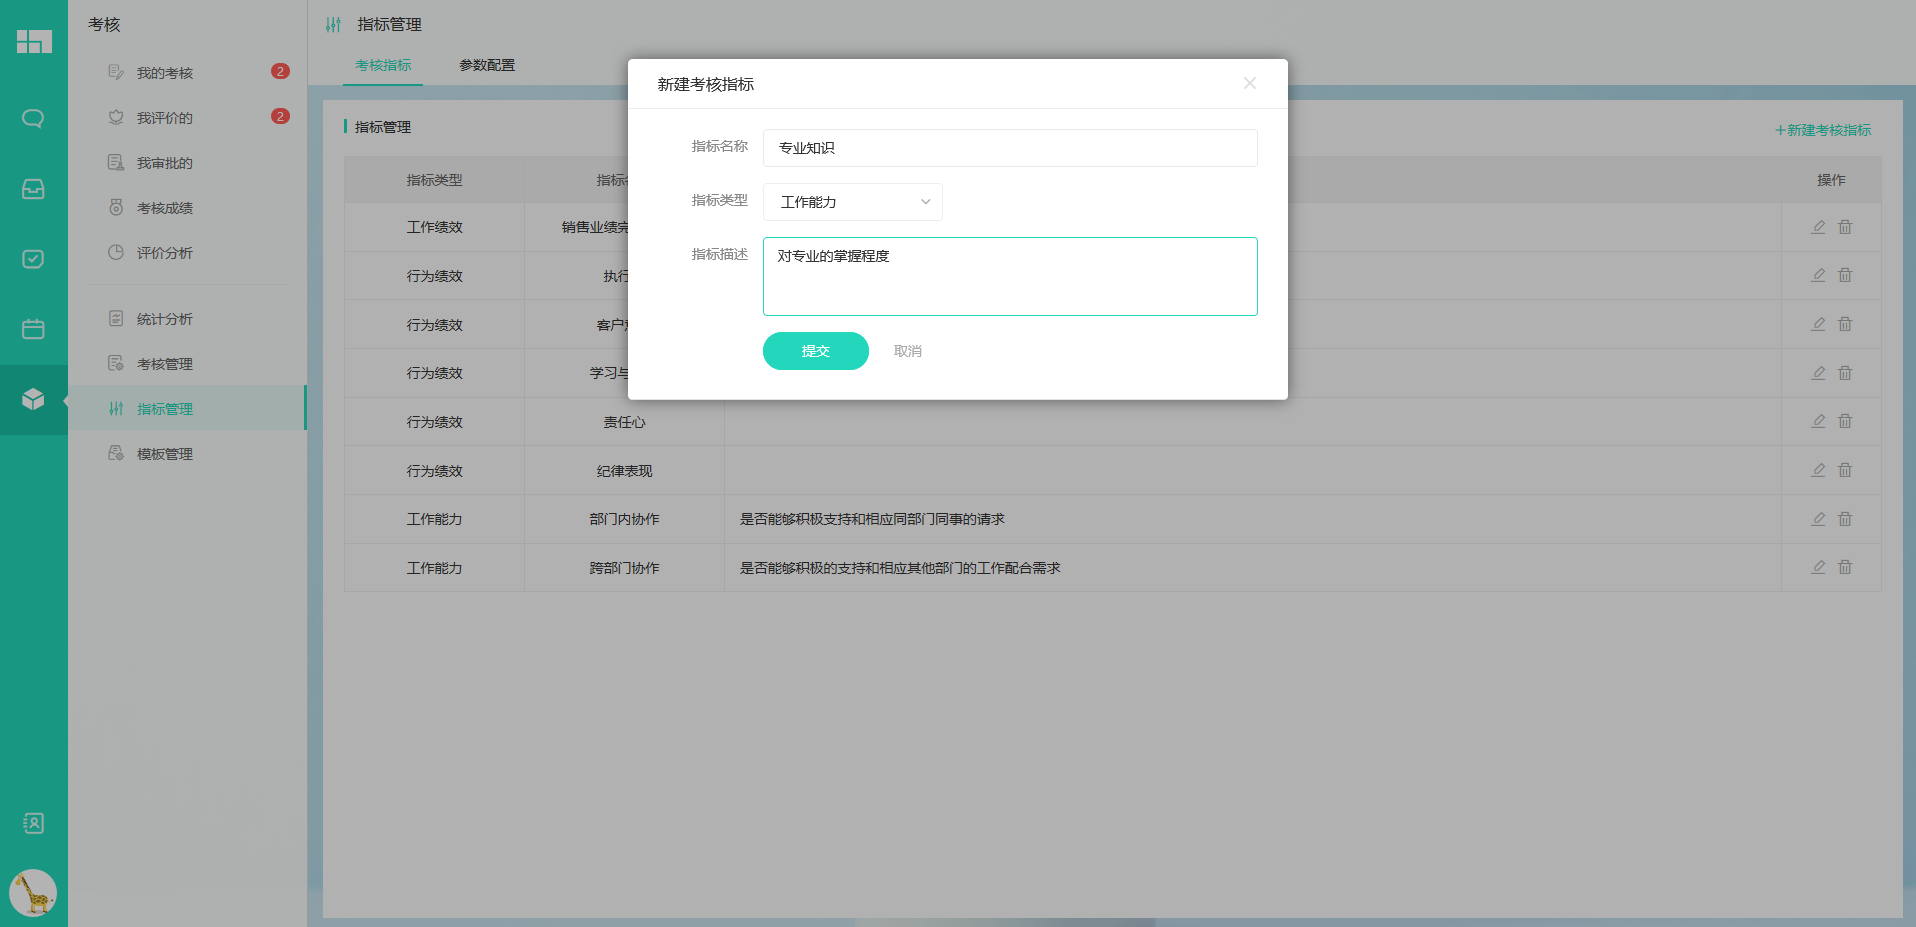 考核
我的考核 2
我评价的 2
我审批的
考核成绩
评价分析
统计分析
考核管理
指标管理
模板管理
指标管理
考核指标 参数配置
指标管理
+新建考核指标
指标类型 指标 操作
工作绩效 销售业绩完
行为绩效 执行
行为绩效 客户
行为绩效 学习与
行为绩效 责任心
行为绩效 纪律表现
工作能力 部门内协作 是否能够积极支持和相应同部门同事的请求
工作能力 跨部门协作 是否能够积极的支持和相应其他部门的工作配合需求
新建考核指标
指标名称 专业知识
指标类型 工作能力
指标描述 对专业的掌握程度
提交 取消